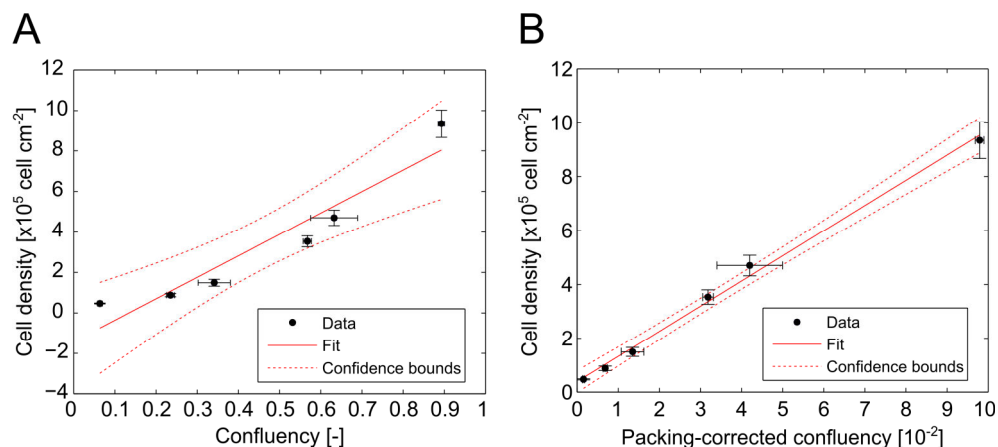 A
B
12
10
8
6
4
2
0
−2
−4
Cell density [x10⁵ cell cm⁻²]
Data
Fit
Confidence bounds
0 0.1 0.2 0.3 0.4 0.5 0.6 0.7 0.8 0.9 1
Confluency [-]
12
10
8
6
4
2
0
Cell density [x10⁵ cell cm⁻²]
Data
Fit
Confidence bounds
0 1 2 3 4 5 6 7 8 9 10
Packing-corrected confluency [10⁻²]